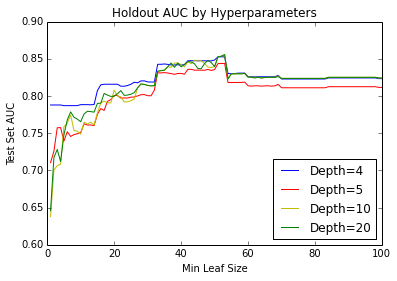 Holdout AUC by Hyperparameters
0.90
0.85
0.80
0.75
0.70
0.65
0.60
Test Set AUC
0
20
40
60
80
100
Min Leaf Size
Depth=4
Depth=5
Depth=10
Depth=20